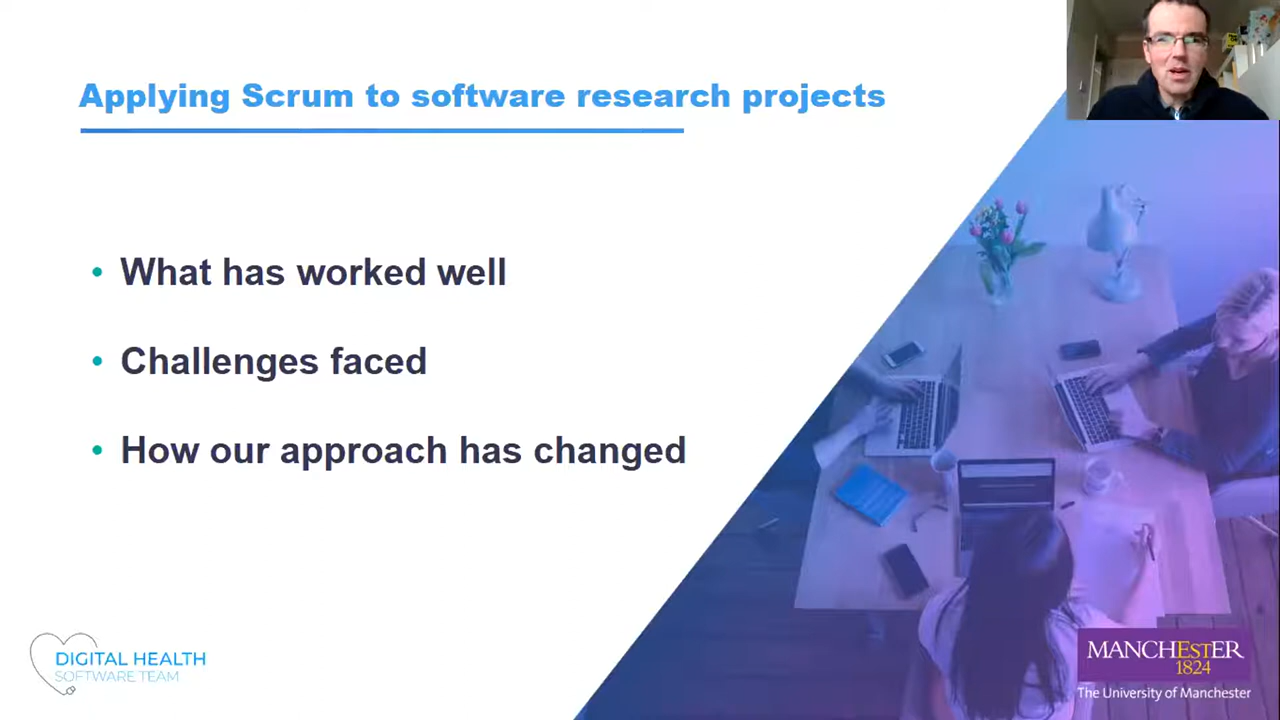 Applying Scrum to software research projects
• What has worked well
• Challenges faced
• How our approach has changed
DIGITAL HEALTH
SOFTWARE TEAM
MANCHESTER
1824
The University of Manchester